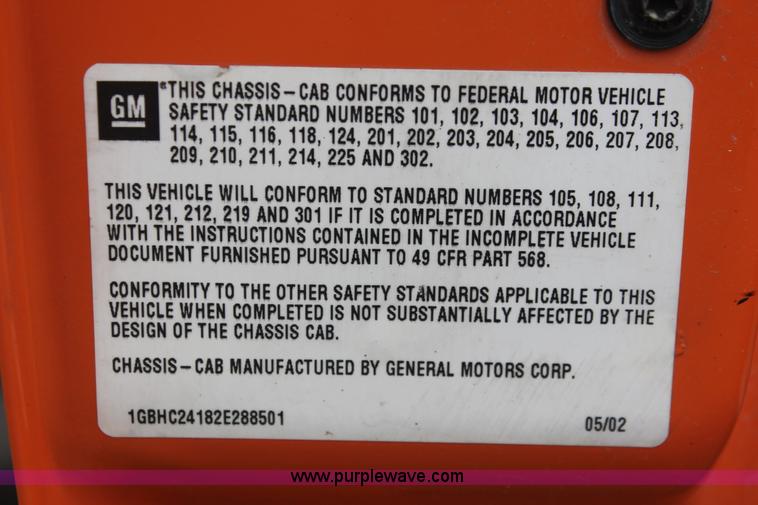 GM
*THIS CHASSIS-CAB CONFORMS TO FEDERAL MOTOR VEHICLE
SAFETY STANDARD NUMBERS 101, 102, 103, 104, 106, 107, 113,
114, 115, 116, 118, 124, 201, 202, 203, 204, 205, 206, 207, 208,
209, 210, 211, 214, 225 AND 302.
THIS VEHICLE WILL CONFORM TO STANDARD NUMBERS 105, 108, 111,
120, 121, 212, 219 AND 301 IF IT IS COMPLETED IN ACCORDANCE
WITH THE INSTRUCTIONS CONTAINED IN THE INCOMPLETE VEHICLE
DOCUMENT FURNISHED PURSUANT TO 49 CFR PART 568.
CONFORMITY TO THE OTHER SAFETY STANDARDS APPLICABLE TO THIS
VEHICLE WHEN COMPLETED IS NOT SUBSTANTIALLY AFFECTED BY THE
DESIGN OF THE CHASSIS CAB.
CHASSIS-CAB MANUFACTURED BY GENERAL MOTORS CORP.
1GBHC24182E288501 05/02
www.purplewave.com